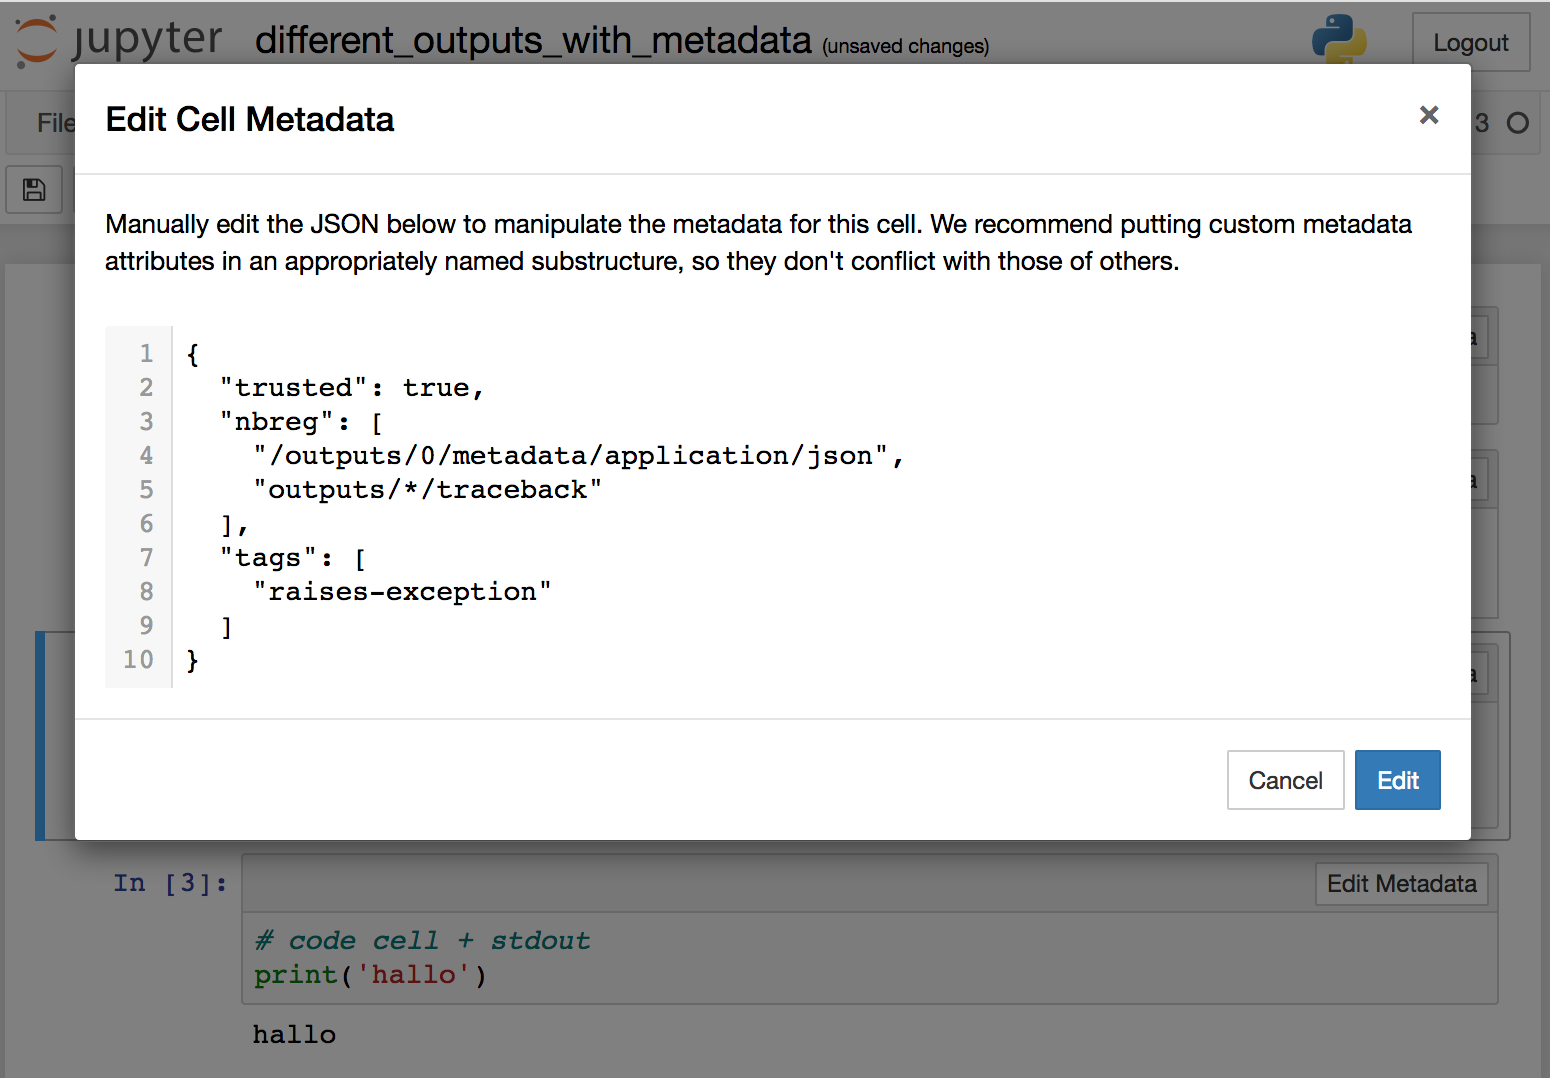 jupyter different_outputs_with_metadata (unsaved changes)
Logout
File
3
Edit Cell Metadata
×
Manually edit the JSON below to manipulate the metadata for this cell. We recommend putting custom metadata
attributes in an appropriately named substructure, so they don't conflict with those of others.
1 {
2 "trusted": true,
3 "nbreg": [
4 "/outputs/0/metadata/application/json",
5 "outputs/*/traceback"
6 ],
7 "tags": [
8 "raises-exception"
9 ]
10 }
Cancel
Edit
In [3]:
Edit Metadata
# code cell + stdout
print('hallo')
hallo